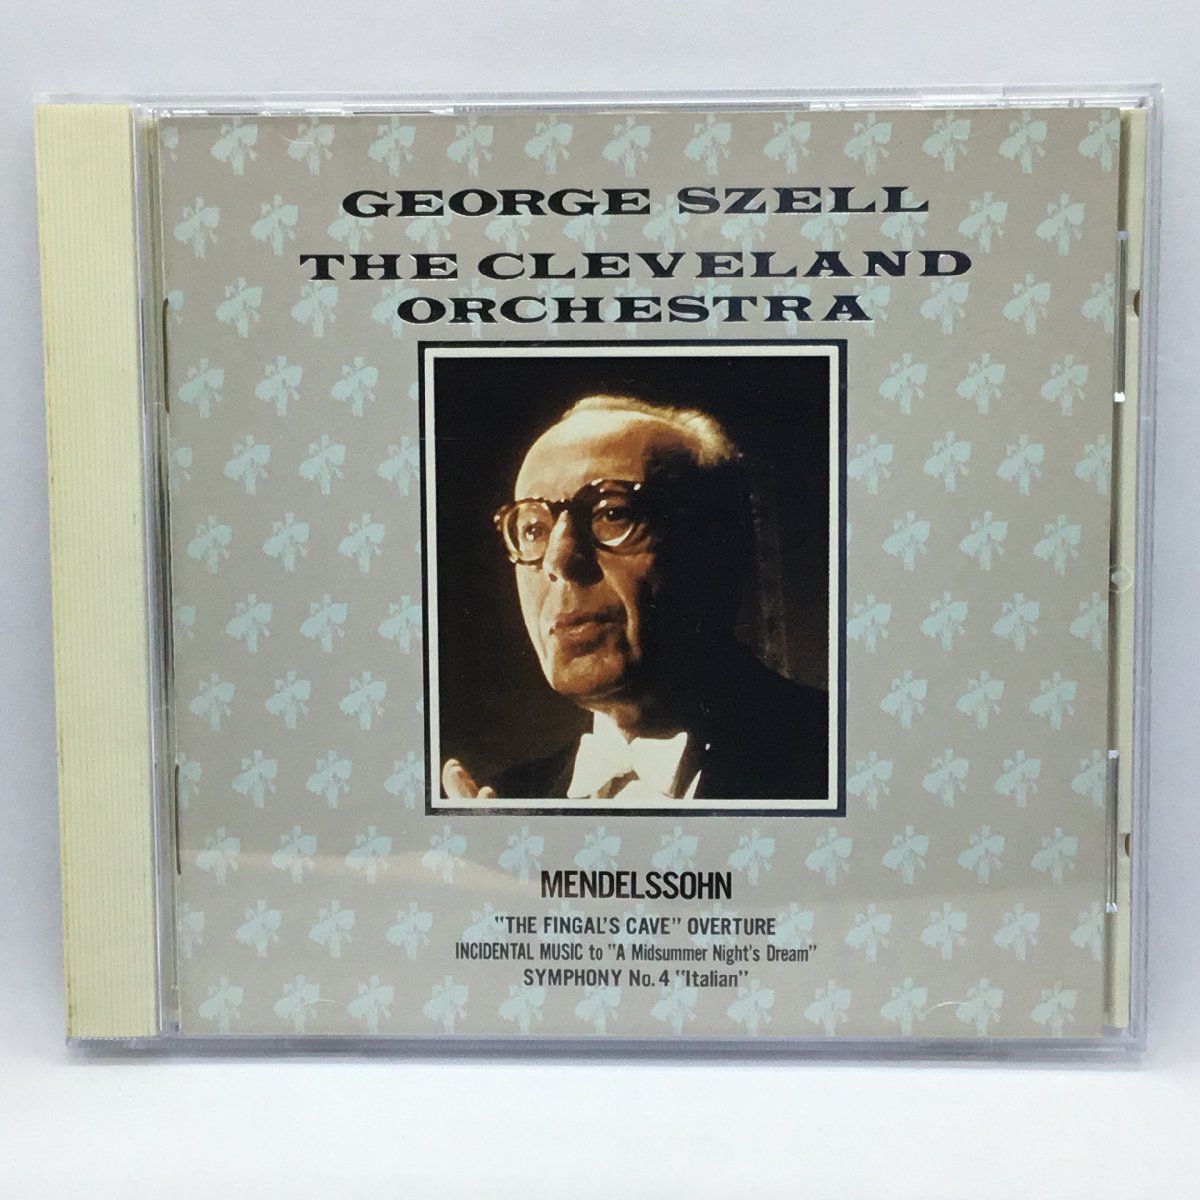 GEORGE SZELL
THE CLEVELAND
ORCHESTRA
MENDELSSOHN
"THE FINGAL'S CAVE" OVERTURE
INCIDENTAL MUSIC to "A Midsummer Night's Dream"
SYMPHONY No. 4 "Italian"